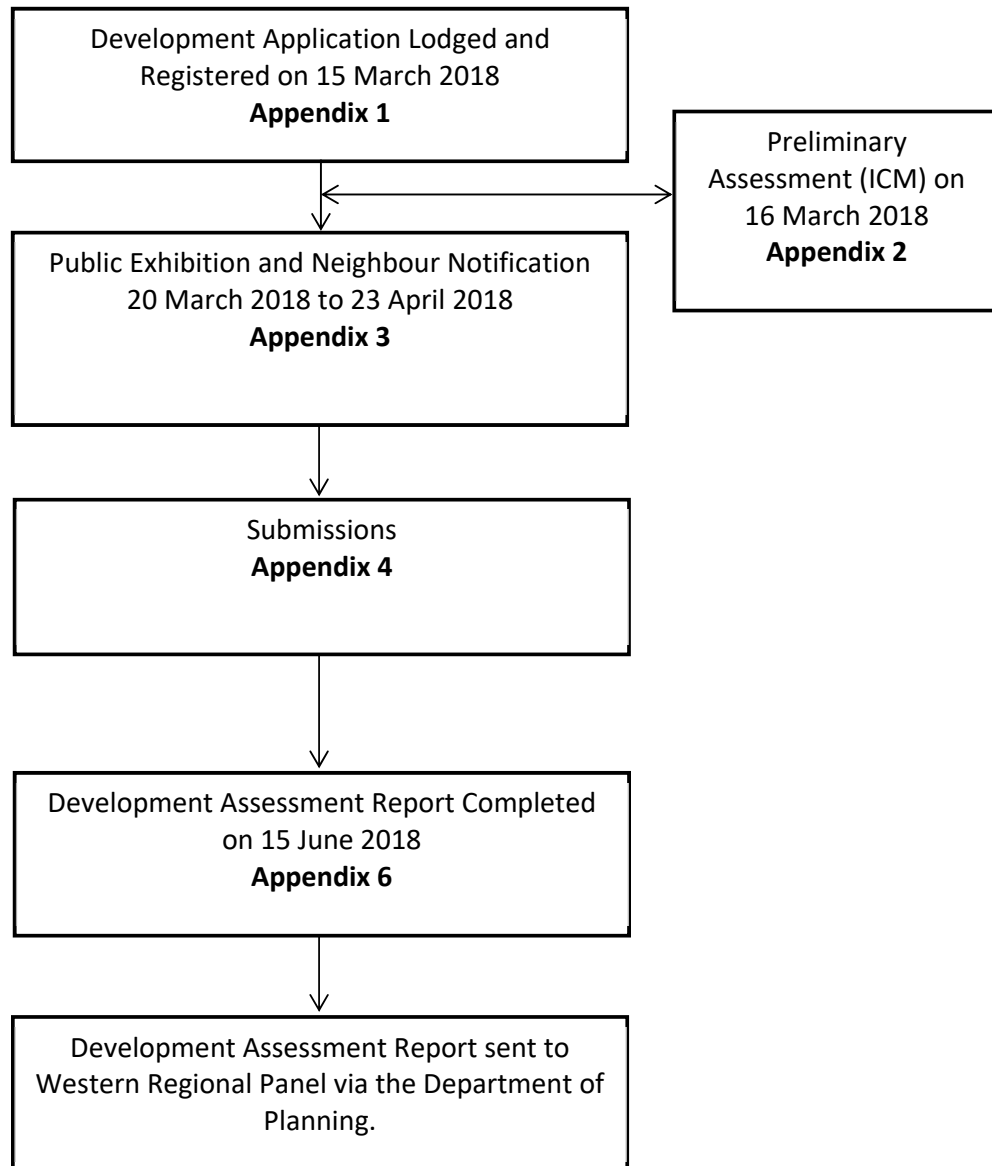 Development Application Lodged and
Registered on 15 March 2018
Appendix 1
Preliminary
Assessment (ICM) on
16 March 2018
Appendix 2
Public Exhibition and Neighbour Notification
20 March 2018 to 23 April 2018
Appendix 3
Submissions
Appendix 4
Development Assessment Report Completed
on 15 June 2018
Appendix 6
Development Assessment Report sent to
Western Regional Panel via the Department of
Planning.